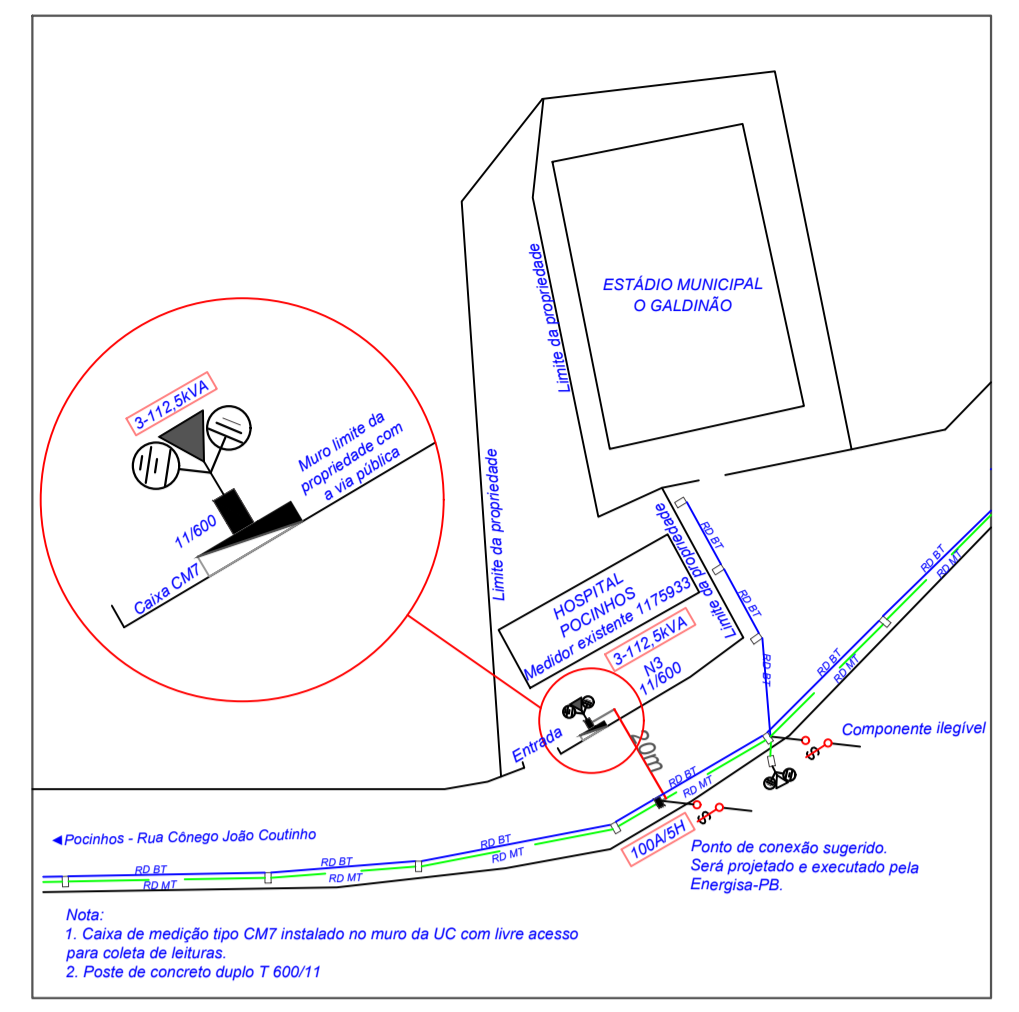 ESTÁDIO MUNICIPAL
O GALDINÃO
Limite da propriedade
3-112,5kVA
Muro limite da
propriedade com
a via pública
11/600
Caixa CM7
Limite da propriedade
Limite da propriedade
RD BT
RD BT
RD BT
HOSPITAL
POCINHOS
Medidor existente 1175933
3-112,5kVA
N3
11/600
Entrada
20m
RD BT
RD MT
RD BT
RD MT
RD BT
RD MT
Componente ilegível
100A/5H
Ponto de conexão sugerido.
Será projetado e executado pela
Energisa-PB.
◄Pocinhos - Rua Cônego João Coutinho
RD BT
RD MT
RD BT
RD MT
RD BT
RD MT
Nota:
1. Caixa de medição tipo CM7 instalado no muro da UC com livre acesso
para coleta de leituras.
2. Poste de concreto duplo T 600/11